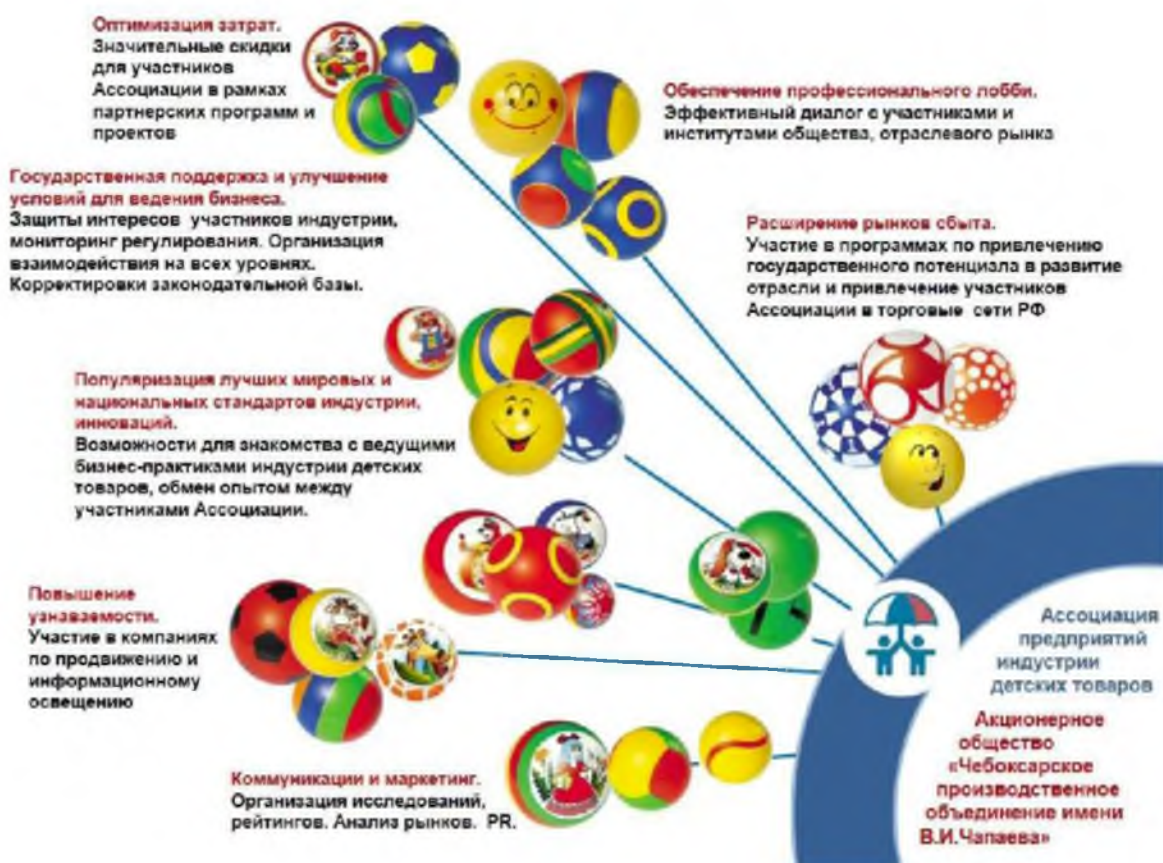 Оптимизация затрат.
Значительные скидки
для участников
Ассоциации в рамках
партнерских программ и
проектов
Обеспечение профессионального лобби.
Эффективный диалог с участниками и
институтами общества, отраслевого рынка
Государственная поддержка и улучшение
условий для ведения бизнеса.
Защиты интересов участников индустрии,
мониторинг регулирования. Организация
взаимодействия на всех уровнях.
Корректировки законодательной базы.
Расширение рынков сбыта.
Участие в программах по привлечению
государственного потенциала в развитие
отрасли и привлечение участников
Ассоциации в торговые сети РФ
Популяризация лучших мировых и
национальных стандартов индустрии,
инноваций.
Возможности для знакомства с ведущими
бизнес-практиками индустрии детских
товаров, обмен опытом между
участниками Ассоциации.
Повышение
узнаваемости.
Участие в компаниях
по продвижению и
информационному
освещению
Коммуникации и маркетинг.
Организация исследований,
рейтингов. Анализ рынков. PR.
Ассоциация
предприятий
индустрии
детских товаров
Акционерное
общество
«Чебоксарское
производственное
объединение имени
В.И.Чапаева»